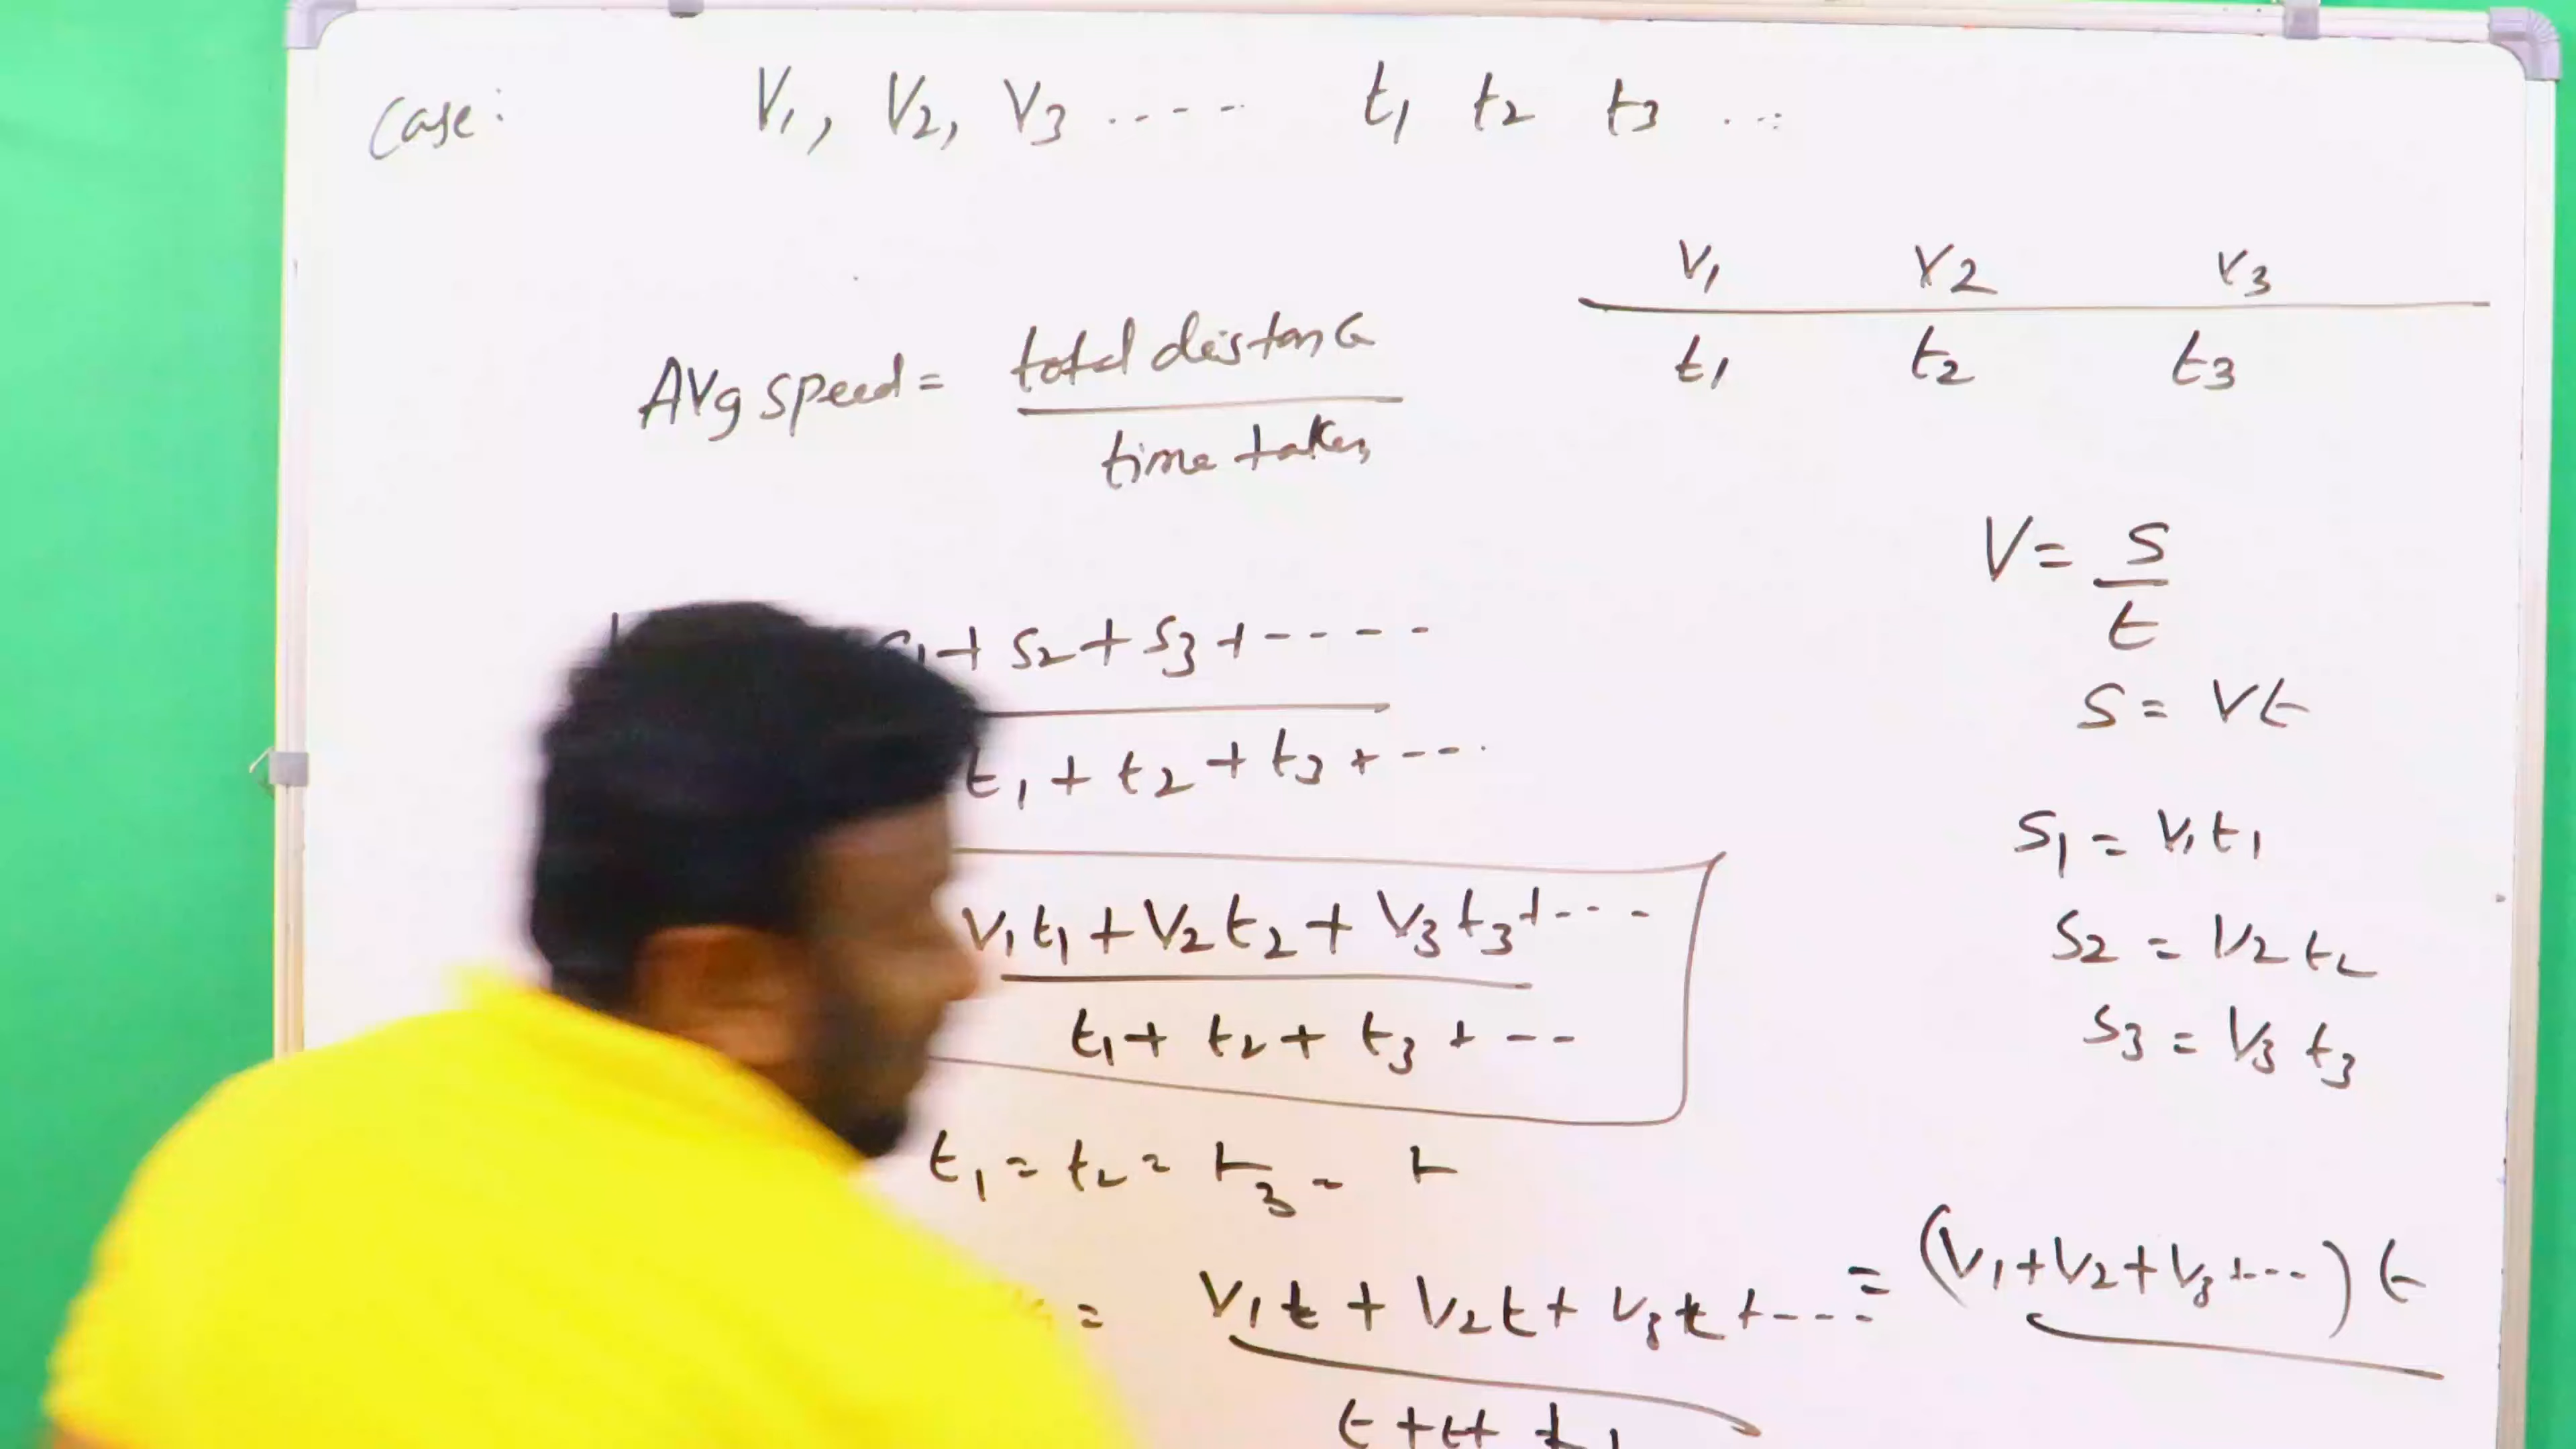 Case: V1, V2, V3 ---- t1 t2 t3 ...
V1 V2 V3
t1 t2 t3
Avg speed = total distance
time taken
V = S
t
S = Vt
+ S2 + S3 + ----
t1 + t2 + t3 + ---
S1 = V1t1
V1t1 + V2t2 + V3t3 + ---
S2 = V2t2
t1 + t2 + t3 + --
S3 = V3t3
t1 = t2 = t3 = t
= V1t + V2t + V3t + --- = (V1 + V2 + V3 + ---) t
t + t +